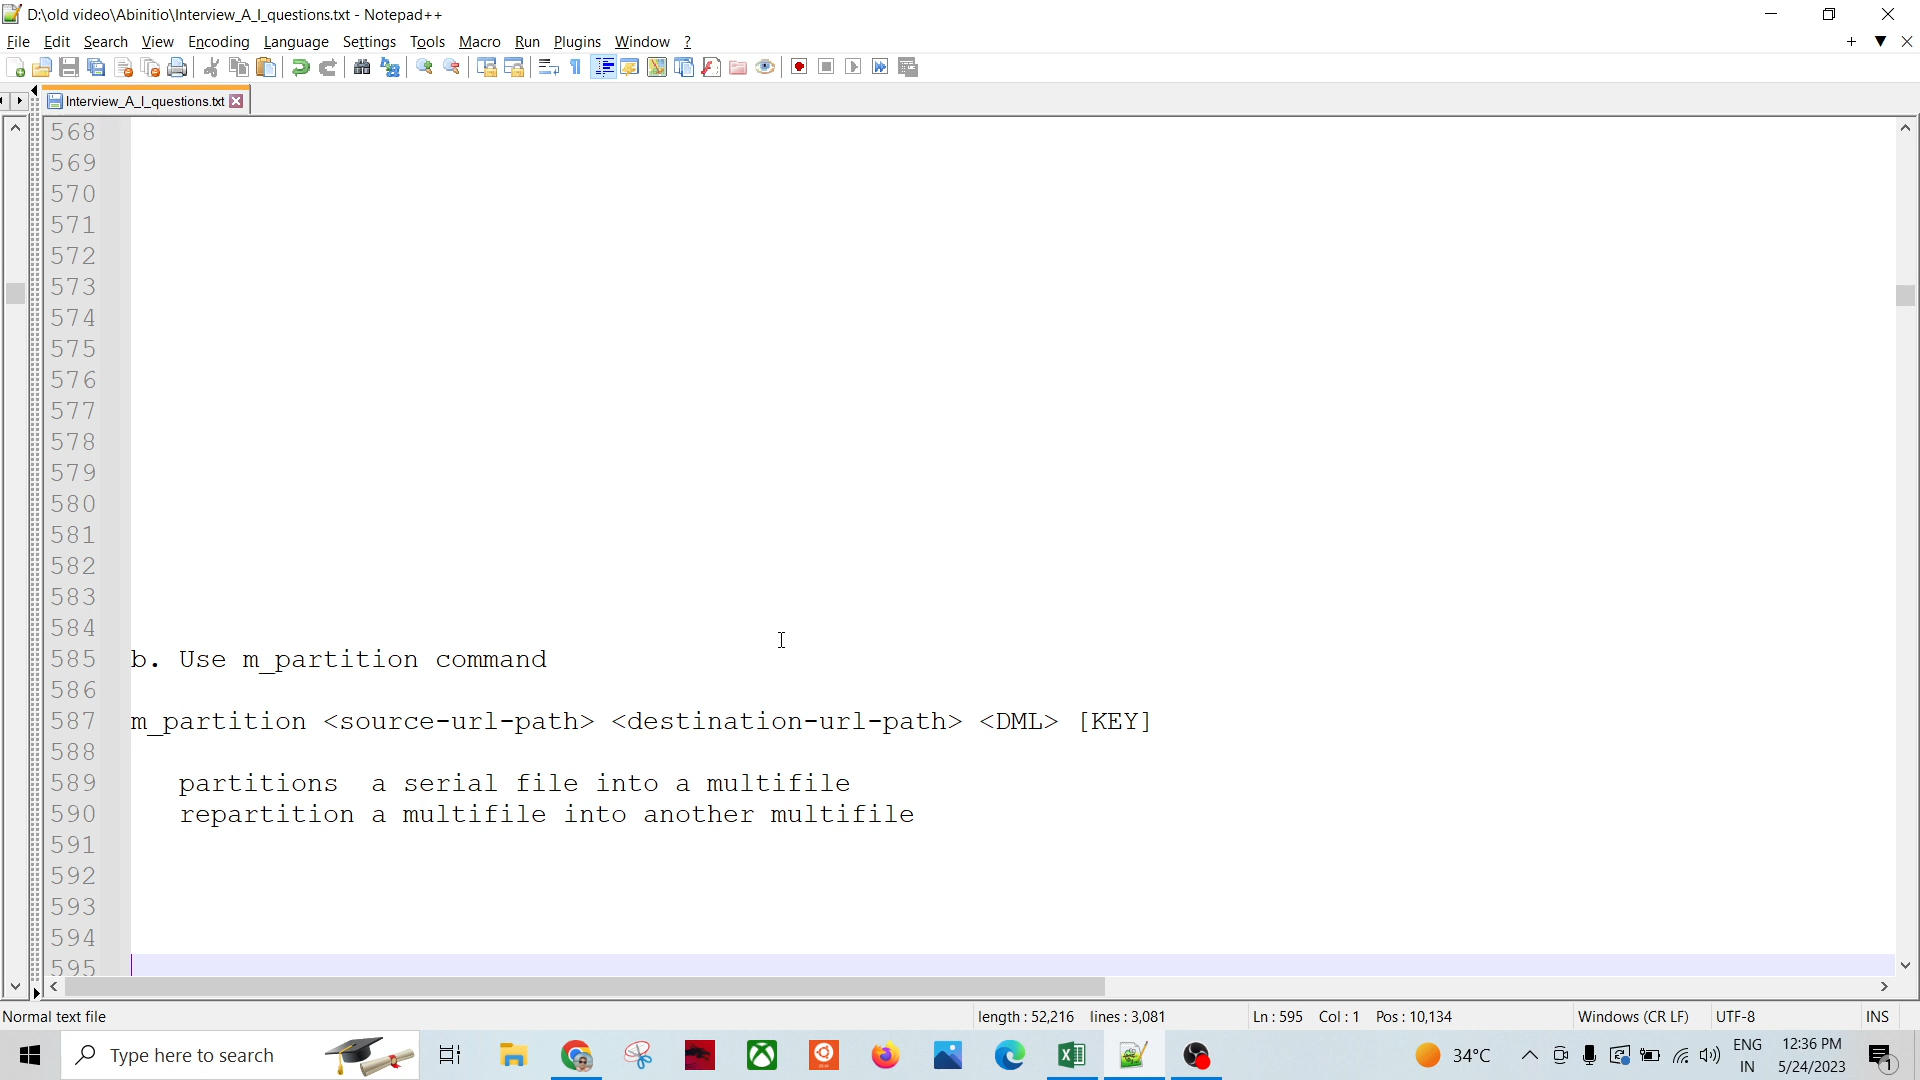 D:\old video\Abinitio\Interview_A_I_questions.txt - Notepad++
File Edit Search View Encoding Language Settings Tools Macro Run Plugins Window ?
Interview_A_I_questions.txt
568
569
570
571
572
573
574
575
576
577
578
579
580
581
582
583
584
585 b. Use m_partition command
586
587 m_partition <source-url-path> <destination-url-path> <DML> [KEY]
588
589 partitions  a serial file into a multifile
590 repartition a multifile into another multifile
591
592
593
594
595
Normal text file length : 52,216 lines : 3,081 Ln : 595 Col : 1 Pos : 10,134 Windows (CR LF) UTF-8 INS
Type here to search 34°C ENG IN 12:36 PM 5/24/2023 1